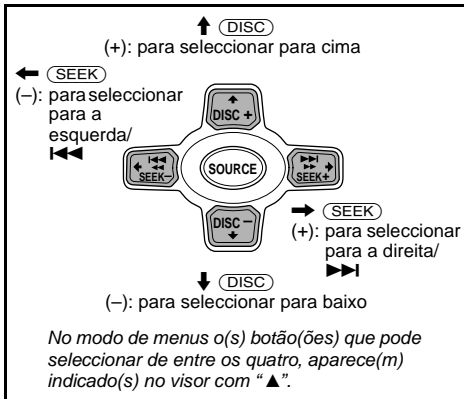 ↑ (DISC)
(+): para seleccionar para cima
← (SEEK)
(–): para seleccionar
para a
esquerda/
|◀◀
DISC +
|◀◀
◀◀
SEEK–
SOURCE
▶▶|
▶▶
SEEK+
DISC –
→ (SEEK)
(+): para seleccionar
para a direita/
▶▶|
↓ (DISC)
(–): para seleccionar para baixo
No modo de menus o(s) botão(ões) que pode
seleccionar de entre os quatro, aparece(m)
indicado(s) no visor com “▲”.